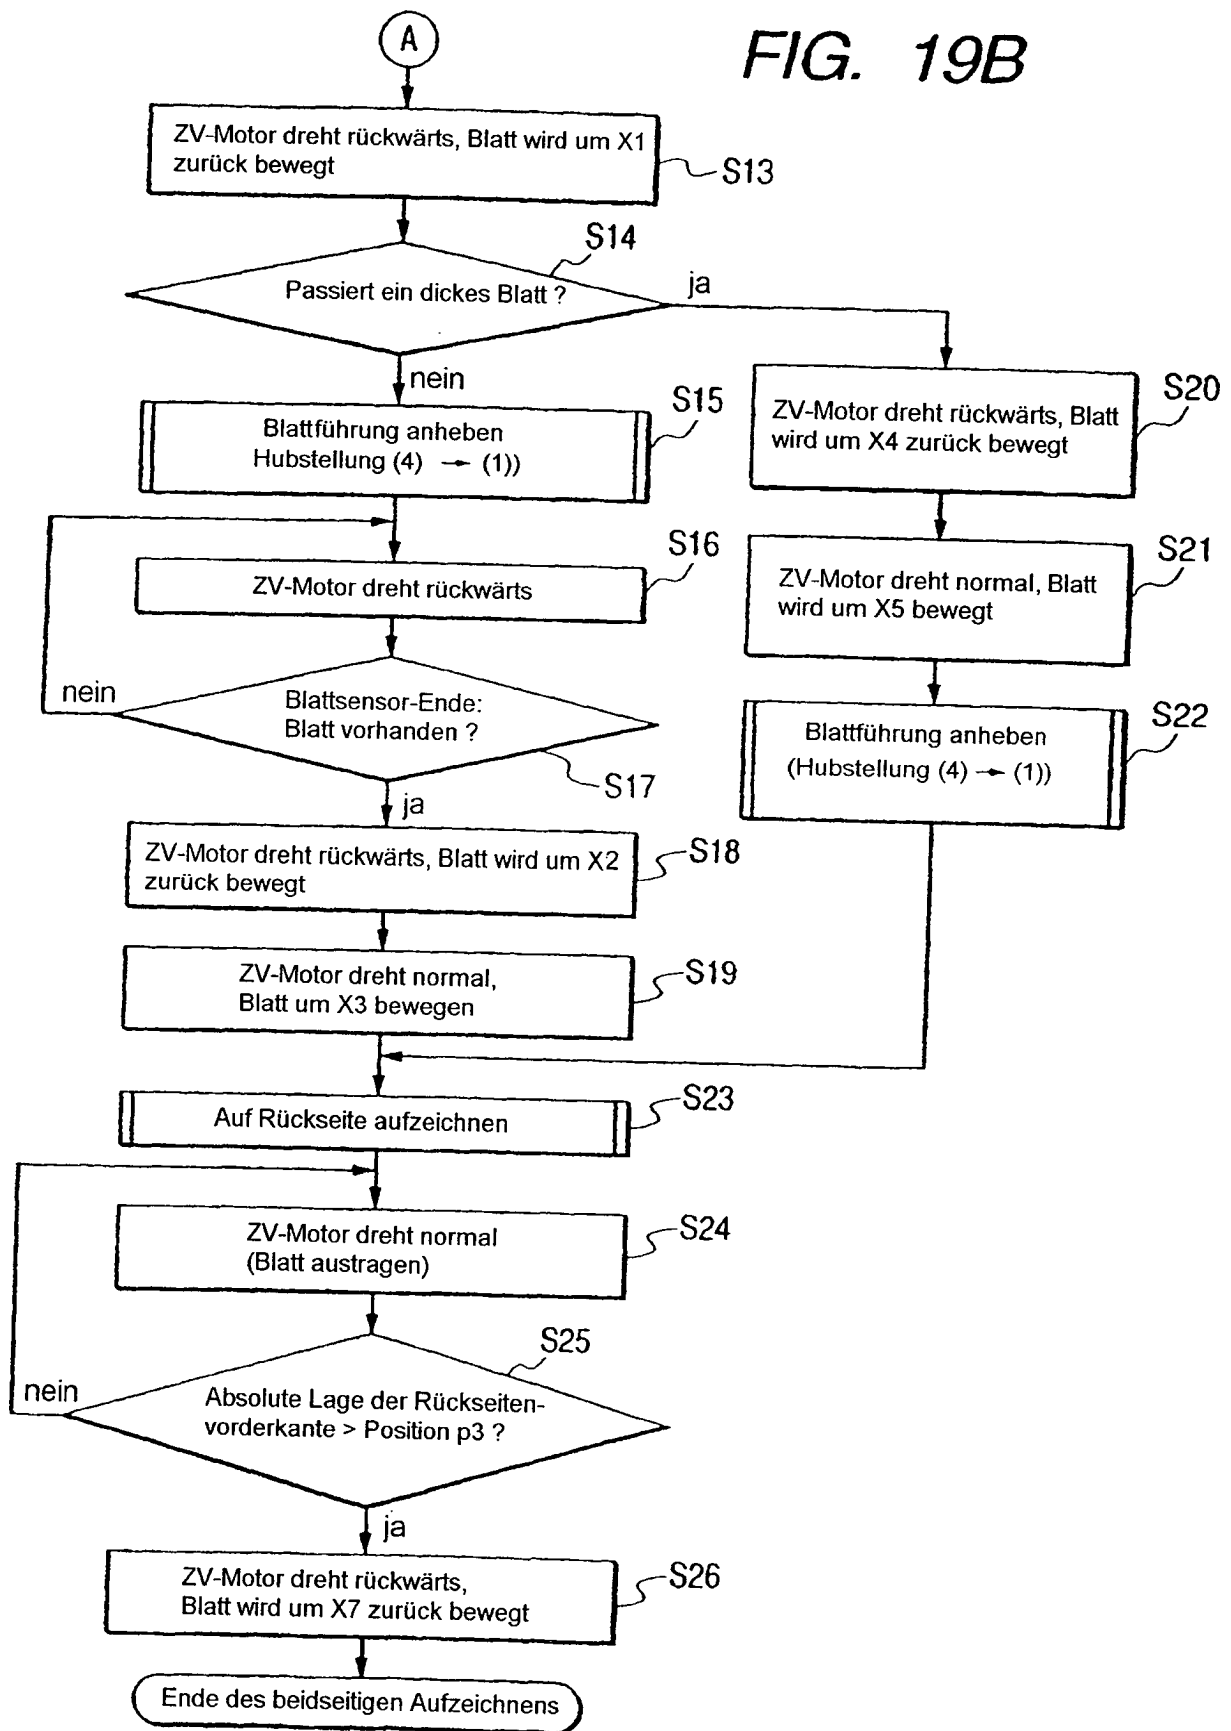 A
FIG. 19B
ZV-Motor dreht rückwärts, Blatt wird um X1
zurück bewegt
S13
S14
Passiert ein dickes Blatt ?
ja
nein
S15
Blattführung anheben
Hubstellung (4) → (1))
S16
ZV-Motor dreht rückwärts
nein
Blattsensor-Ende:
Blatt vorhanden ?
S17
ja
ZV-Motor dreht rückwärts, Blatt wird um X2
zurück bewegt
S18
ZV-Motor dreht normal,
Blatt um X3 bewegen
S19
S20
ZV-Motor dreht rückwärts, Blatt
wird um X4 zurück bewegt
S21
ZV-Motor dreht normal, Blatt
wird um X5 bewegt
S22
Blattführung anheben
(Hubstellung (4) → (1))
S23
Auf Rückseite aufzeichnen
S24
ZV-Motor dreht normal
(Blatt austragen)
S25
nein
Absolute Lage der Rückseiten-
vorderkante > Position p3 ?
ja
ZV-Motor dreht rückwärts,
Blatt wird um X7 zurück bewegt
S26
Ende des beidseitigen Aufzeichnens